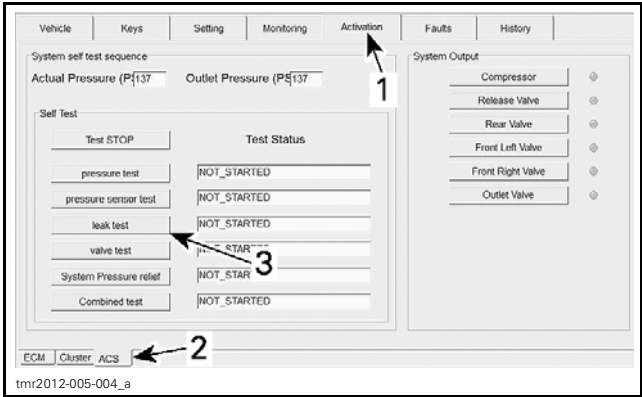 Vehicle Keys Setting Monitoring Activation Faults History
System self test sequence
Actual Pressure (P 137 Outlet Pressure (PS 137
Self Test
Test STOP Test Status
pressure test NOT_STARTED
pressure sensor test NOT_STARTED
leak test NOT_STARTED
valve test
System Pressure relief NOT_STAR
Combined test NOT_STARTED
System Output
Compressor
Release Valve
Rear Valve
Front Left Valve
Front Right Valve
Outlet Valve
1
3
2
ECM Cluster ACS
tmr2012-005-004_a